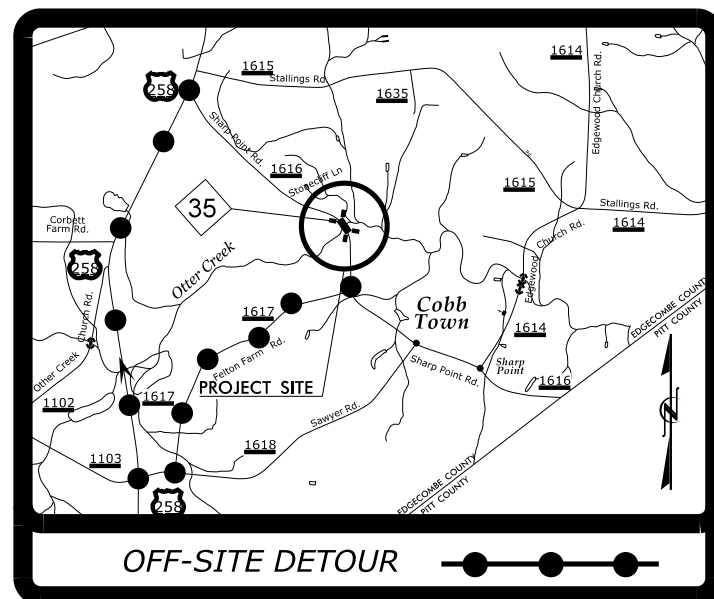 1614
1615
Stallings Rd.
258
1635
Edgewood Church Rd.
Sharp Point Rd.
1616
Stonecliff Ln
1615
35
Stallings Rd.
1614
Corbett
Farm Rd.
Edgewood Church Rd.
Otter Creek
258
Church Rd.
1617
Cobb
Town
EDGECOMBE COUNTY
PITT COUNTY
1614
Felton Farm Rd.
Sharp
Point
Otter Creek
PROJECT SITE
Sharp Point Rd.
1616
1102
1617
Sawyer Rd.
N
1618
1103
258
EDGECOMBE COUNTY
PITT COUNTY
OFF-SITE DETOUR